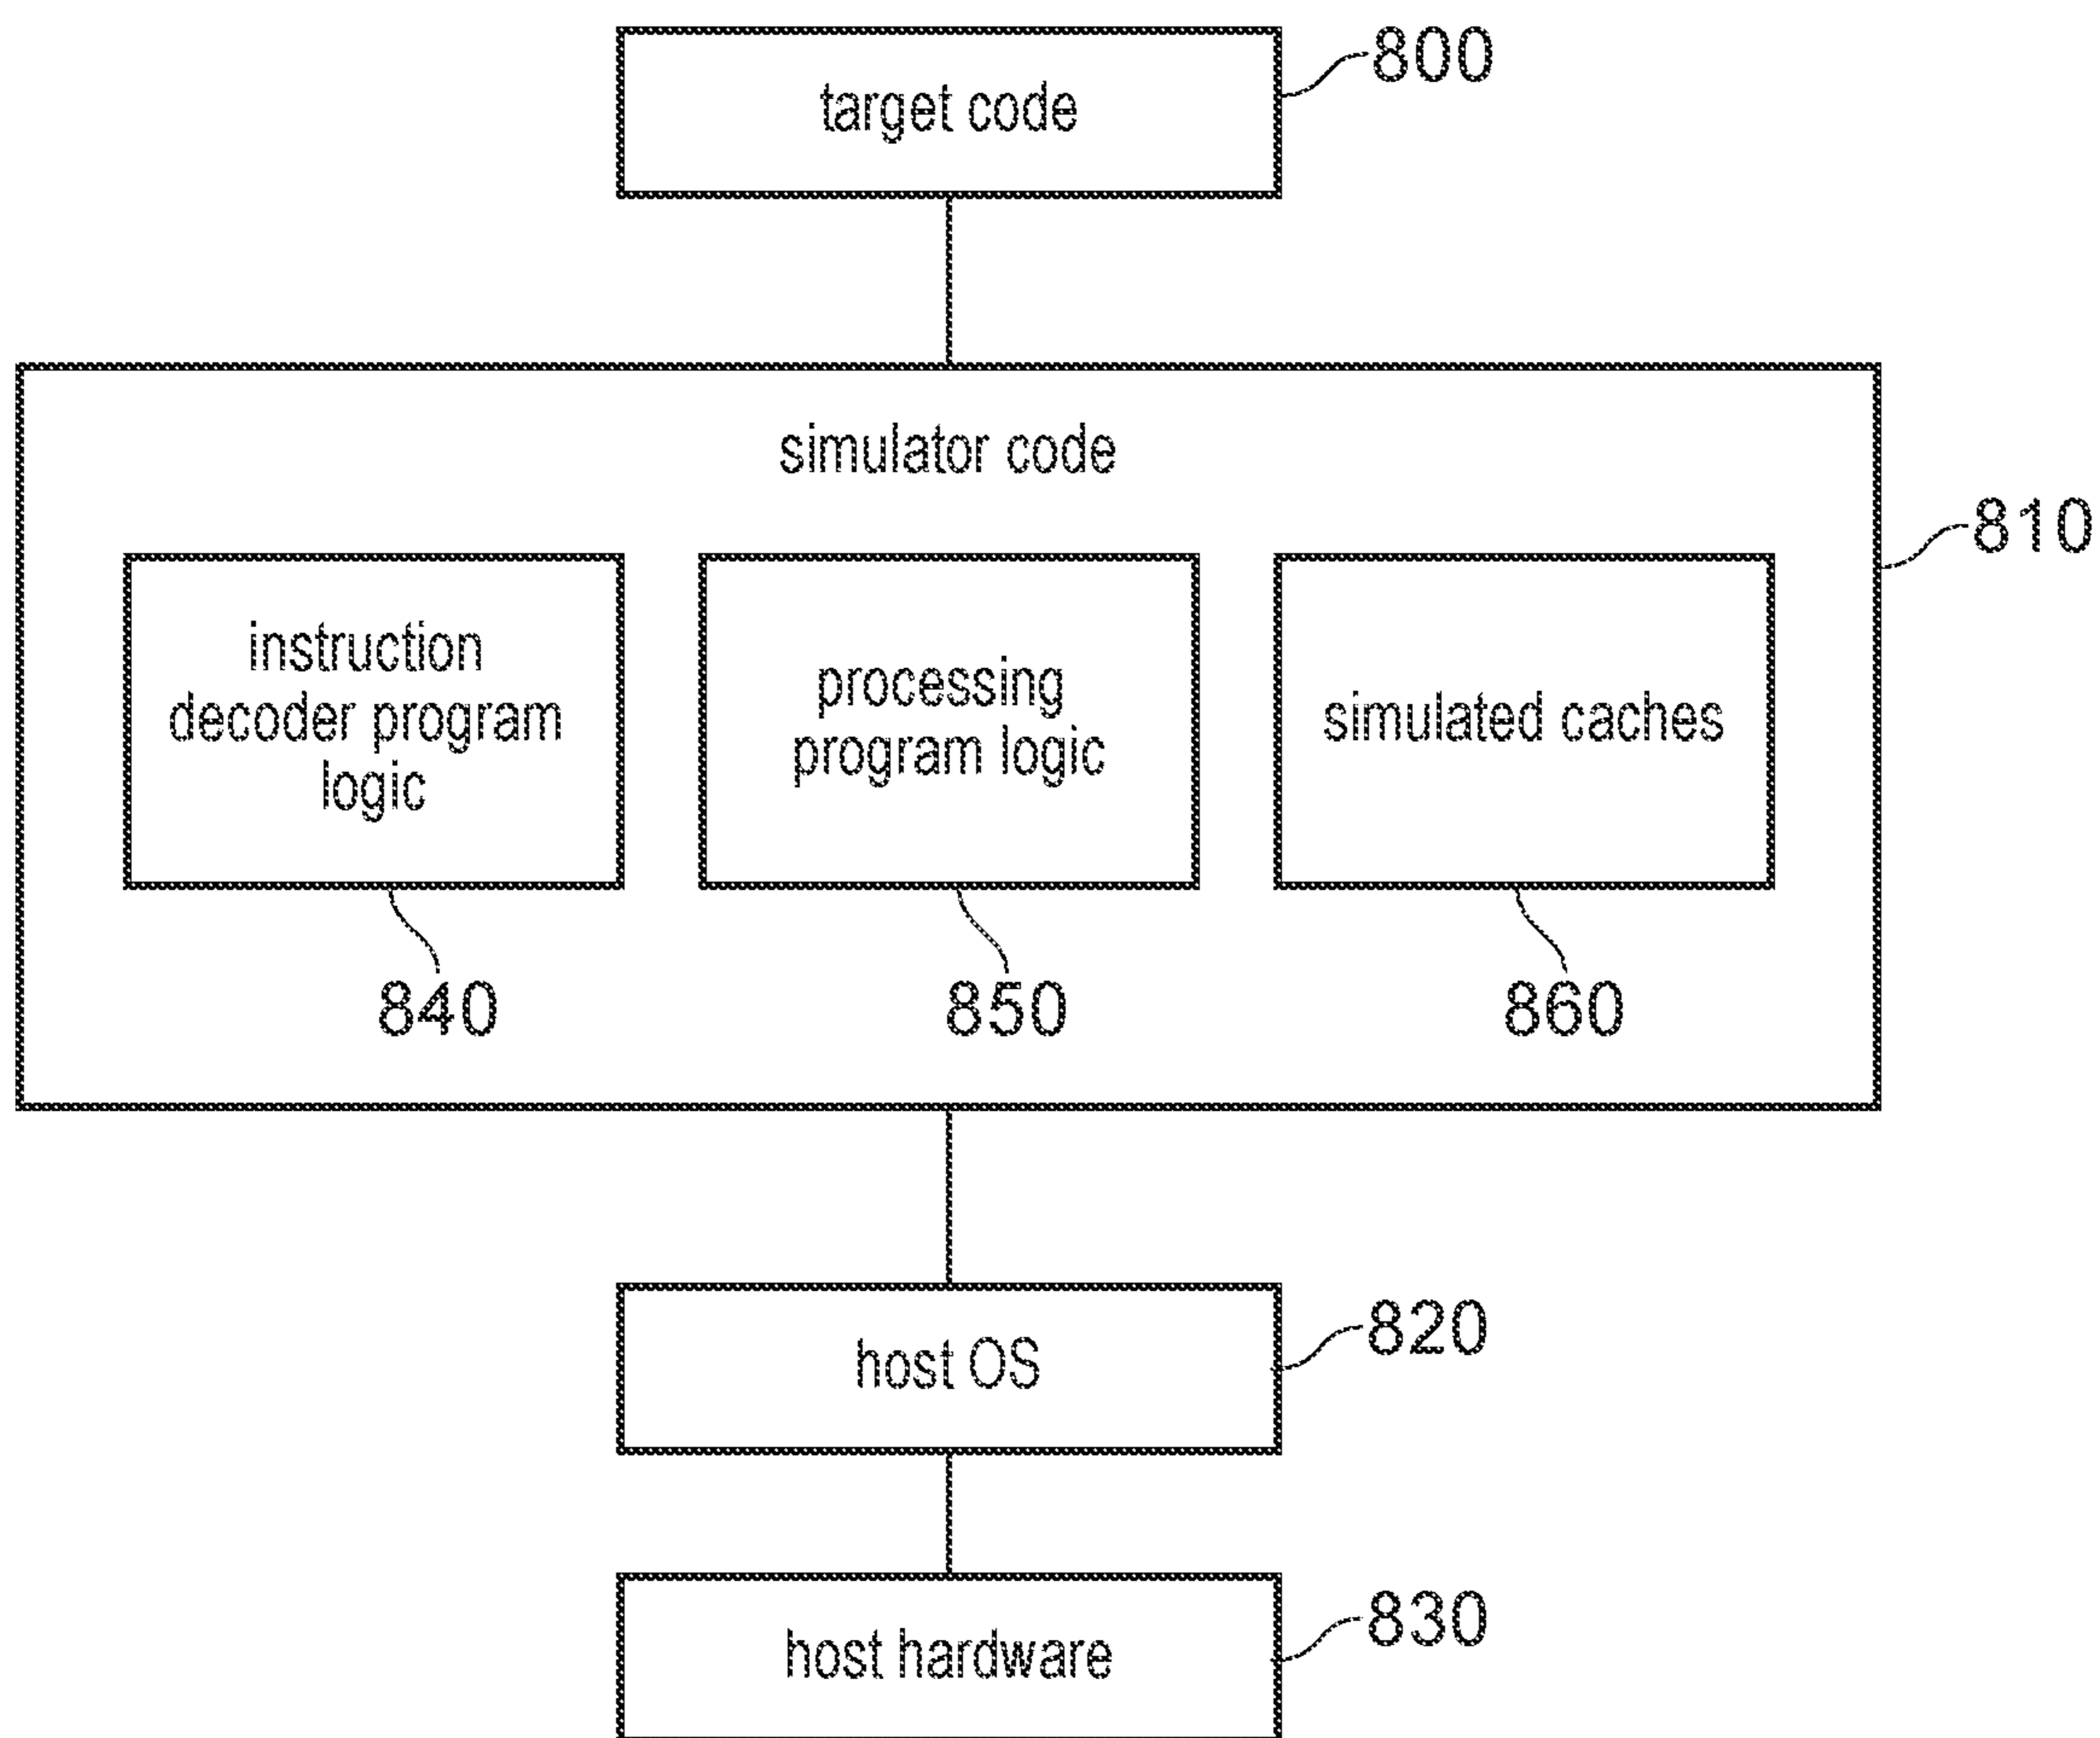 800
target code
simulator code
810
instruction
decoder program
logic
processing
program logic
simulated caches
840
850
860
820
host OS
830
host hardware